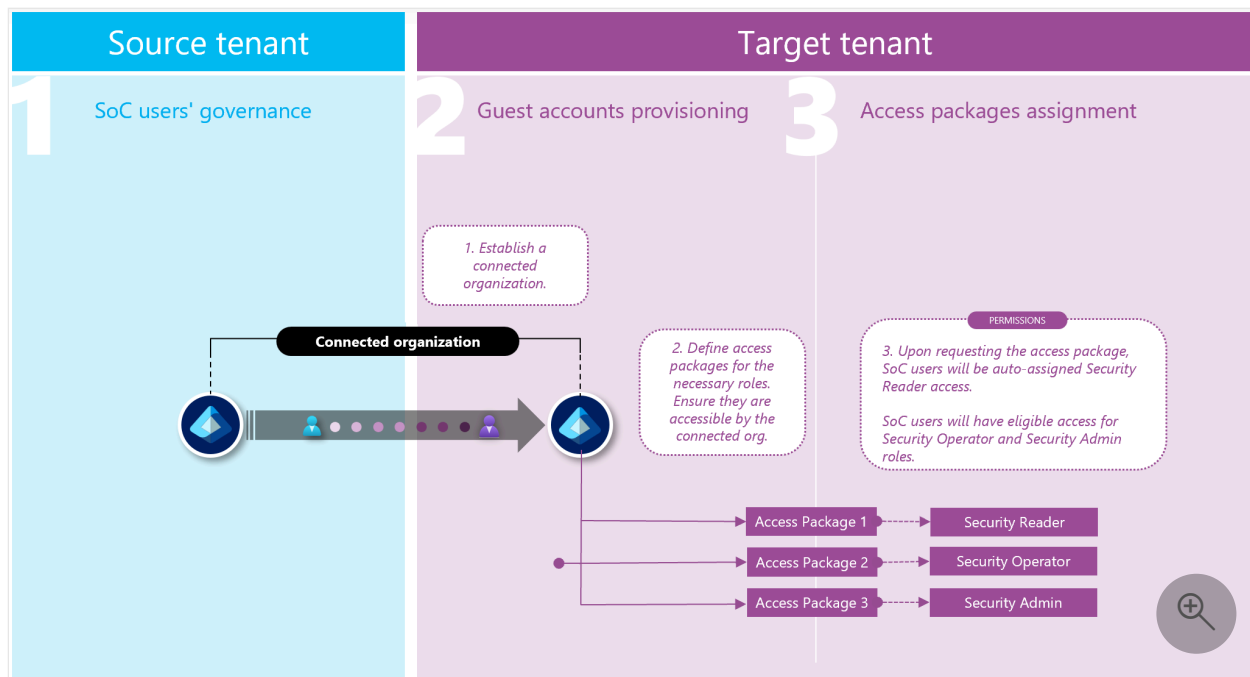 Source tenant
Target tenant
1
SoC users' governance
2
Guest accounts provisioning
3
Access packages assignment
1. Establish a
connected
organization.
Connected organization
2. Define access
packages for the
necessary roles.
Ensure they are
accessible by the
connected org.
PERMISSIONS
3. Upon requesting the access package,
SoC users will be auto-assigned Security
Reader access.
SoC users will have eligible access for
Security Operator and Security Admin
roles.
Access Package 1
Security Reader
Access Package 2
Security Operator
Access Package 3
Security Admin